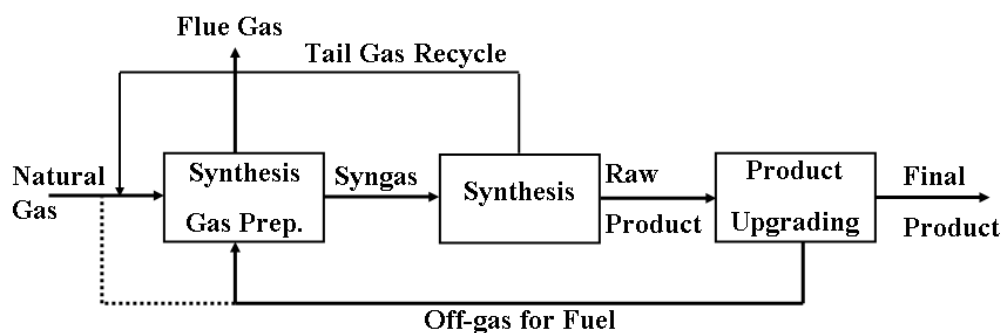 Flue Gas
Tail Gas Recycle
Natural
Gas
Synthesis
Gas Prep.
Syngas
Synthesis
Raw
Product
Product
Upgrading
Final
Product
Off-gas for Fuel